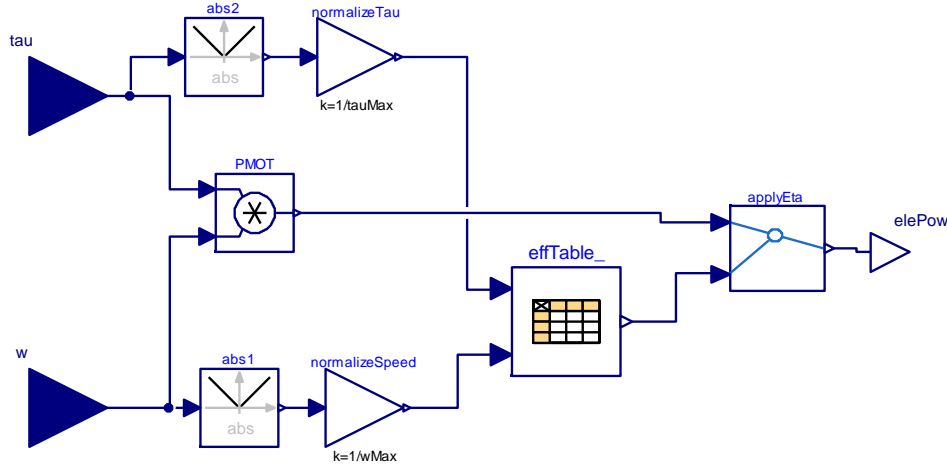 abs2
normalizeTau
tau
abs
k=1/tauMax
PMOT
applyEta
elePow
effTable_
w
abs1
normalizeSpeed
abs
k=1/wMax